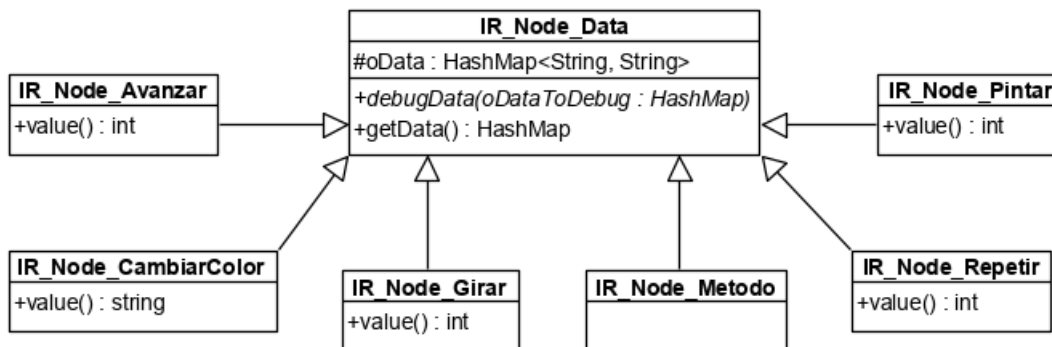 IR_Node_Data
#oData : HashMap<String, String>
+debugData(oDataToDebug : HashMap)
+getData() : HashMap
IR_Node_Avanzar
+value() : int
IR_Node_Pintar
+value() : int
IR_Node_CambiarColor
+value() : string
IR_Node_Girar
+value() : int
IR_Node_Metodo
IR_Node_Repetir
+value() : int